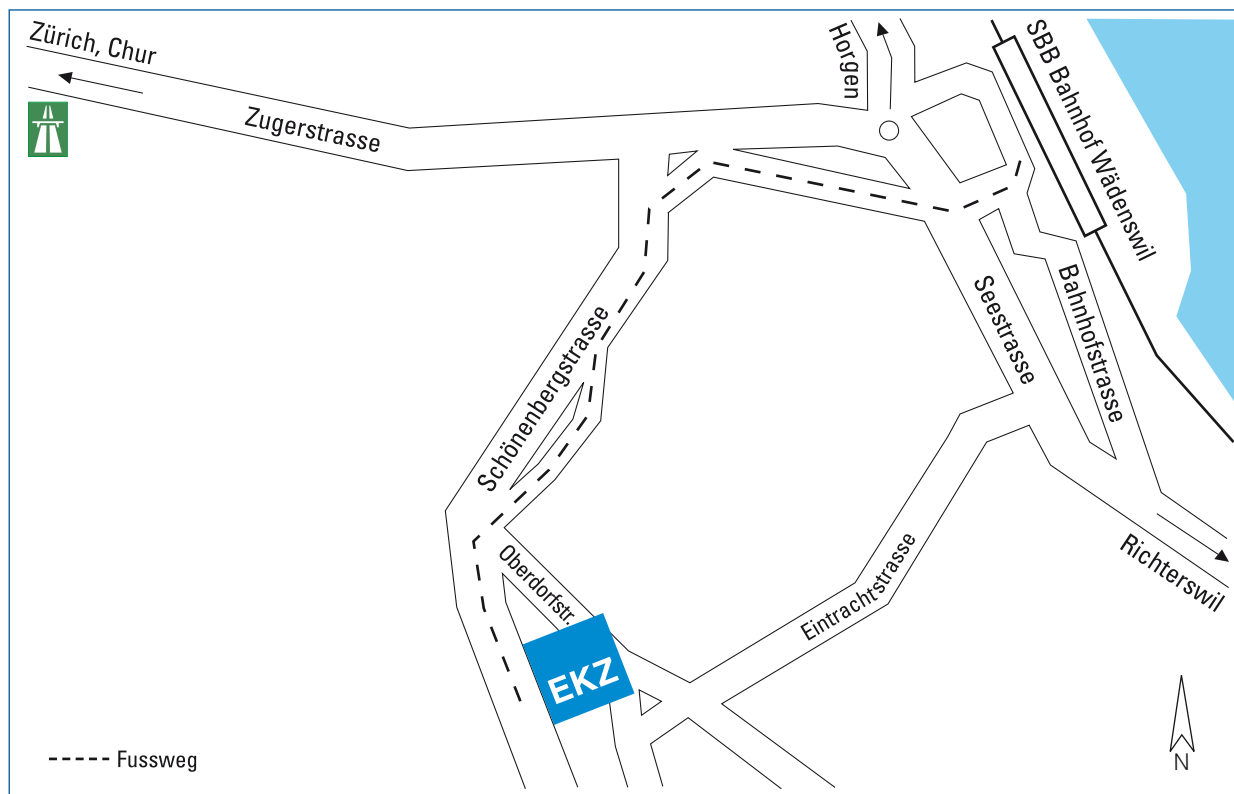 Zürich, Chur
Zugerstrasse
Horgen
SBB Bahnhof Wädenswil
Schönenbergstrasse
Seestrasse
Bahnhofstrasse
Oberdorfstr.
Eintrachtstrasse
Richterswil
EKZ
Fussweg
N